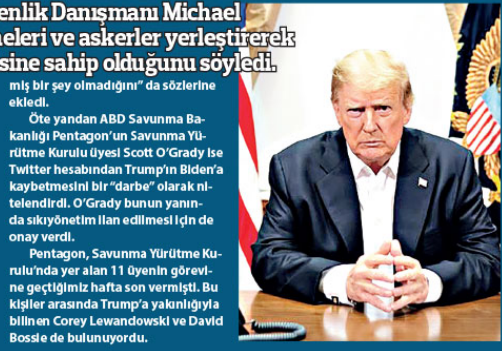 enlik Danışmanı Michael
eleri ve askerler yerleştirerek
sine sahip olduğunu söyledi.
miş bir şey olmadığını” da sözlerine
ekledi.
Öte yandan ABD Savunma Ba-
kanlığı Pentagon’un Savunma Yü-
rütme Kurulu üyesi Scott O’Grady ise
Twitter hesabından Trump’ın Biden’a
kaybetmesini bir “darbe” olarak ni-
telendirdi. O’Grady bunun yanın-
da sıkıyönetim ilan edilmesi için de
onay verdi.
Pentagon, Savunma Yürütme Ku-
rulu’nda yer alan 11 üyenin görevi-
ne geçtiğimiz hafta son vermişti. Bu
kişiler arasında Trump’a yakınlığıyla
bilinen Corey Lewandowski ve David
Bossie de bulunuyordu.